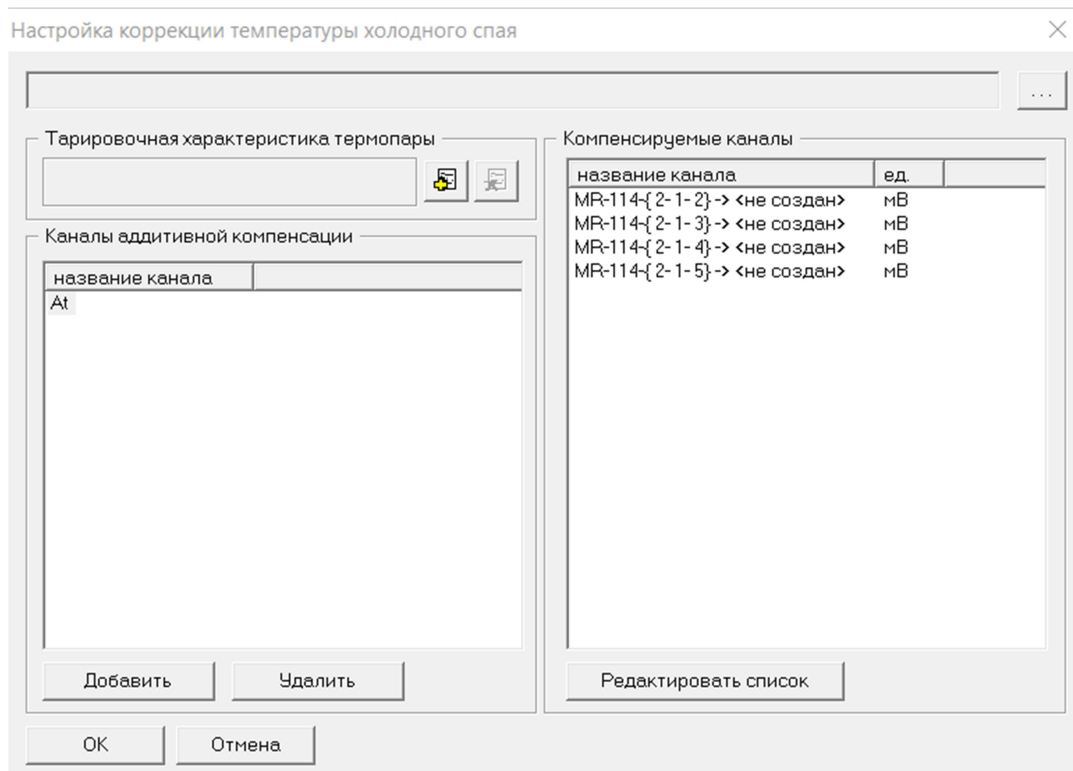 Настройка коррекции температуры холодного спая
...
Тарировочная характеристика термопары
Каналы аддитивной компенсации
название канала
At
Добавить
Удалить
Компенсируемые каналы
название канала ед.
MR-114-{ 2- 1- 2} -> <не создан> мВ
MR-114-{ 2- 1- 3} -> <не создан> мВ
MR-114-{ 2- 1- 4} -> <не создан> мВ
MR-114-{ 2- 1- 5} -> <не создан> мВ
Редактировать список
OK
Отмена